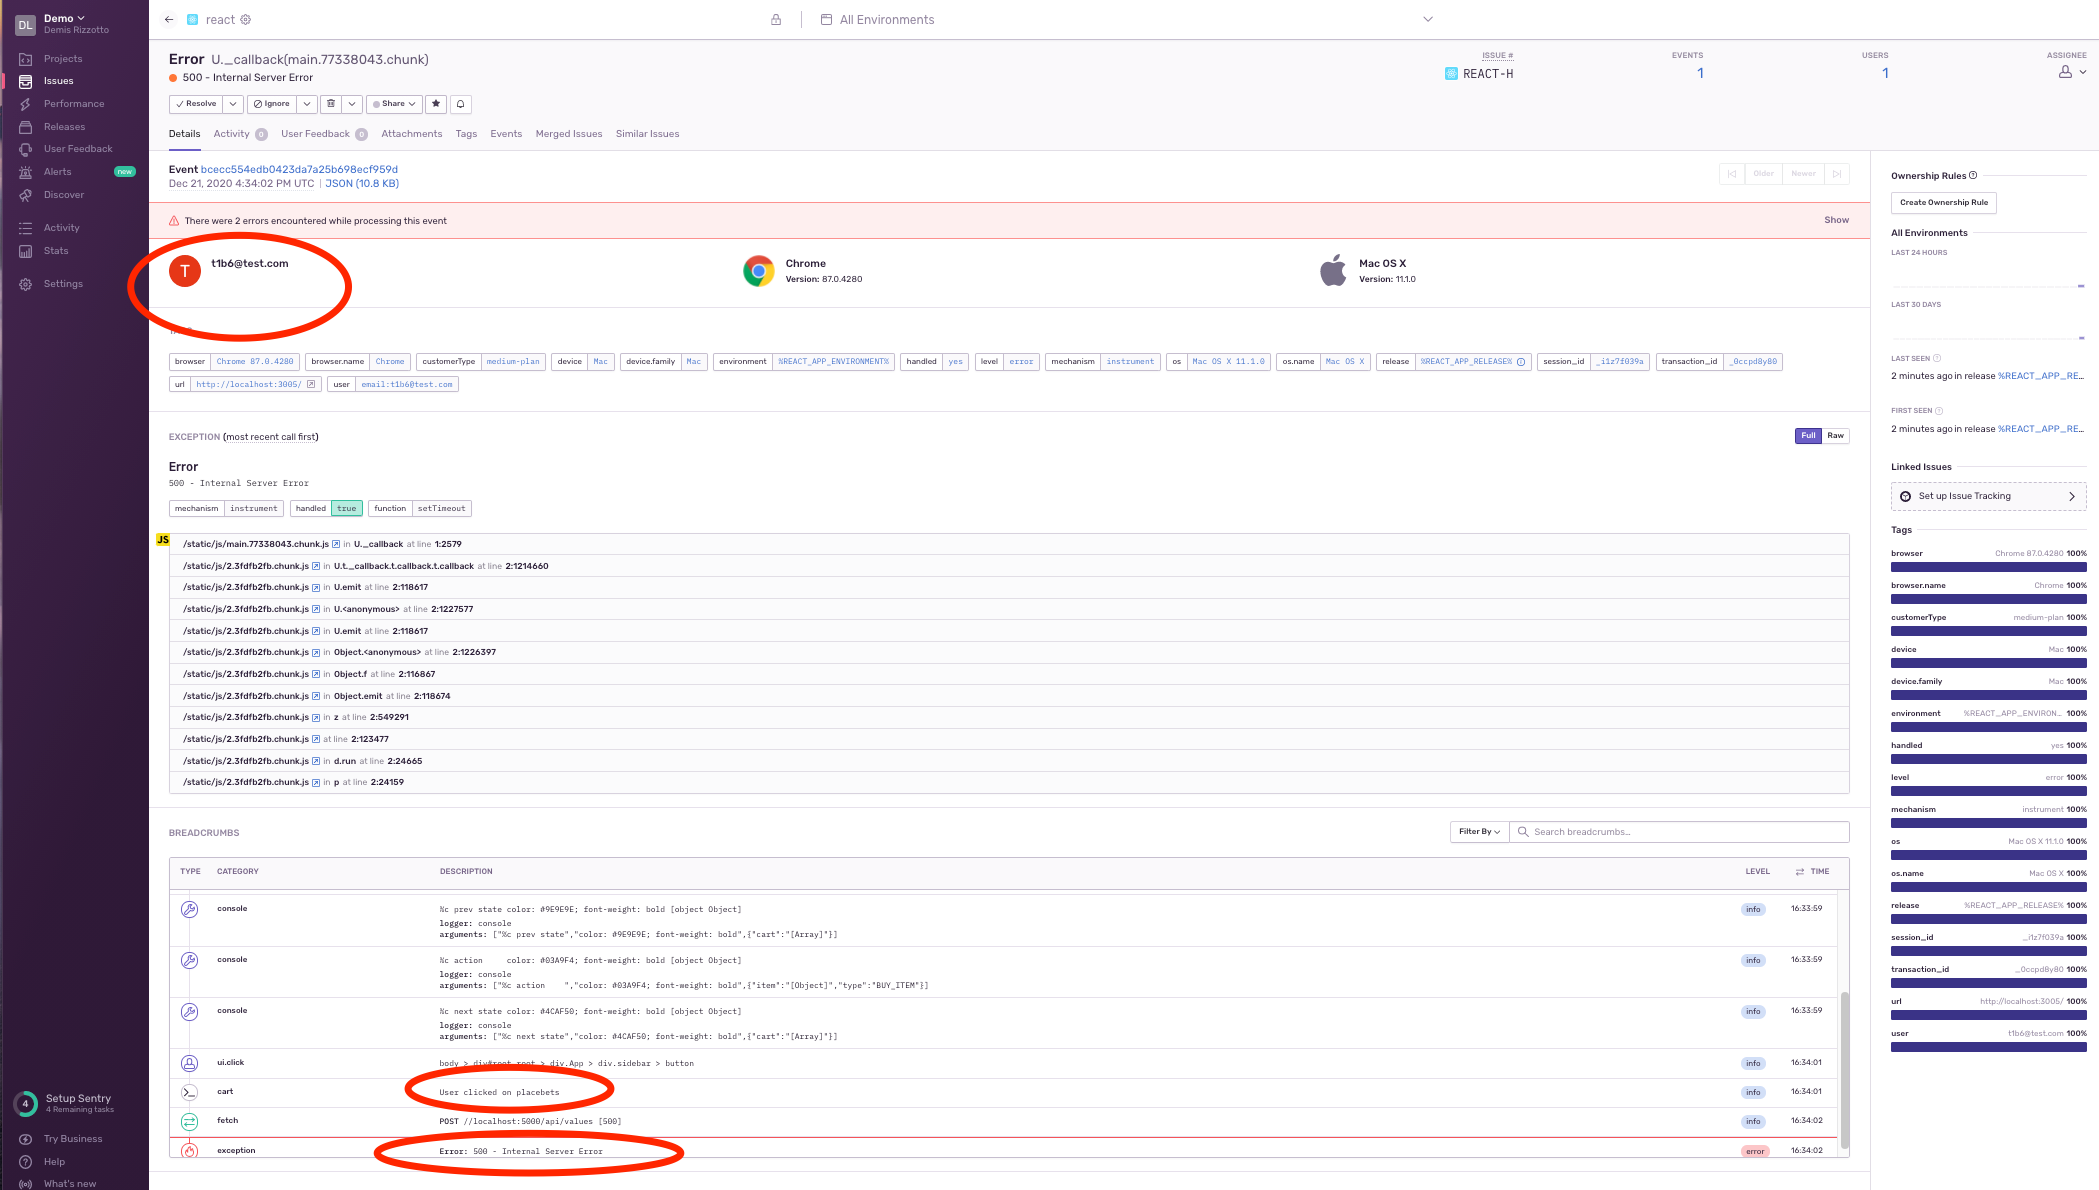 DL
Demo
Demis Rizzotto
Projects
Issues
Performance
Releases
User Feedback
Alerts new
Discover
Activity
Stats
Settings
4
Setup Sentry
4 Remaining tasks
Try Business
Help
What's new
react
All Environments
Error U._callback(main.77338043.chunk)
500 - Internal Server Error
ISSUE # EVENTS USERS ASSIGNEE
REACT-H 1 1
Resolve Ignore Share
Details Activity 0 User Feedback 0 Attachments Tags Events Merged Issues Similar Issues
Event bcecc554edb0423da7a25b698ecf959d
Dec 21, 2020 4:34:02 PM UTC | JSON (10.8 KB)
Older Newer
There were 2 errors encountered while processing this event Show
T t1b6@test.com
Chrome
Version: 87.0.4280
Mac OS X
Version: 11.1.0
browser Chrome 87.0.4280 browser.name Chrome customerType medium-plan device Mac device.family Mac environment %REACT_APP_ENVIRONMENT% handled yes level error mechanism instrument os Mac OS X 11.1.0 os.name Mac OS X release %REACT_APP_RELEASE% session_id _i1z7f039a transaction_id _0ccpd8y80
url http://localhost:3005/ user email:t1b6@test.com
EXCEPTION (most recent call first) Full Raw
Error
500 - Internal Server Error
mechanism instrument handled true function setTimeout
JS
/static/js/main.77338043.chunk.js in U._callback at line 1:2579
/static/js/2.3fdfb2fb.chunk.js in U.t._callback.t.callback.t.callback at line 2:1214660
/static/js/2.3fdfb2fb.chunk.js in U.emit at line 2:118617
/static/js/2.3fdfb2fb.chunk.js in U.<anonymous> at line 2:1227577
/static/js/2.3fdfb2fb.chunk.js in U.emit at line 2:118617
/static/js/2.3fdfb2fb.chunk.js in Object.<anonymous> at line 2:1226397
/static/js/2.3fdfb2fb.chunk.js in Object.f at line 2:116867
/static/js/2.3fdfb2fb.chunk.js in Object.emit at line 2:118674
/static/js/2.3fdfb2fb.chunk.js in z at line 2:549291
/static/js/2.3fdfb2fb.chunk.js at line 2:123477
/static/js/2.3fdfb2fb.chunk.js in d.run at line 2:24665
/static/js/2.3fdfb2fb.chunk.js in p at line 2:24159
BREADCRUMBS Filter By Search breadcrumbs...
TYPE CATEGORY DESCRIPTION LEVEL TIME
console %c prev state color: #9E9E9E; font-weight: bold [object Object] info 16:33:59
logger: console
arguments: ["%c prev state","color: #9E9E9E; font-weight: bold",{"cart":"[Array]"}]
console %c action color: #03A9F4; font-weight: bold [object Object] info 16:33:59
logger: console
arguments: ["%c action ","color: #03A9F4; font-weight: bold",{"item":"[Object]","type":"BUY_ITEM"}]
console %c next state color: #4CAF50; font-weight: bold [object Object] info 16:33:59
logger: console
arguments: ["%c next state","color: #4CAF50; font-weight: bold",{"cart":"[Array]"}]
ui.click body > div#root.root > div.App > div.sidebar > button info 16:34:01
cart User clicked on placebets info 16:34:01
fetch POST //localhost:5000/api/values [500] info 16:34:02
exception Error: 500 - Internal Server Error error 16:34:02
Ownership Rules
Create Ownership Rule
All Environments
LAST 24 HOURS
LAST 30 DAYS
LAST SEEN
2 minutes ago in release %REACT_APP_RE...
FIRST SEEN
2 minutes ago in release %REACT_APP_RE...
Linked Issues
Set up Issue Tracking
Tags
browser Chrome 87.0.4280 100%
browser.name Chrome 100%
customerType medium-plan 100%
device Mac 100%
device.family Mac 100%
environment %REACT_APP_ENVIRON... 100%
handled yes 100%
level error 100%
mechanism instrument 100%
os Mac OS X 11.1.0 100%
os.name Mac OS X 100%
release %REACT_APP_RELEASE% 100%
session_id _i1z7f039a 100%
transaction_id _0ccpd8y80 100%
url http://localhost:3005/ 100%
user t1b6@test.com 100%